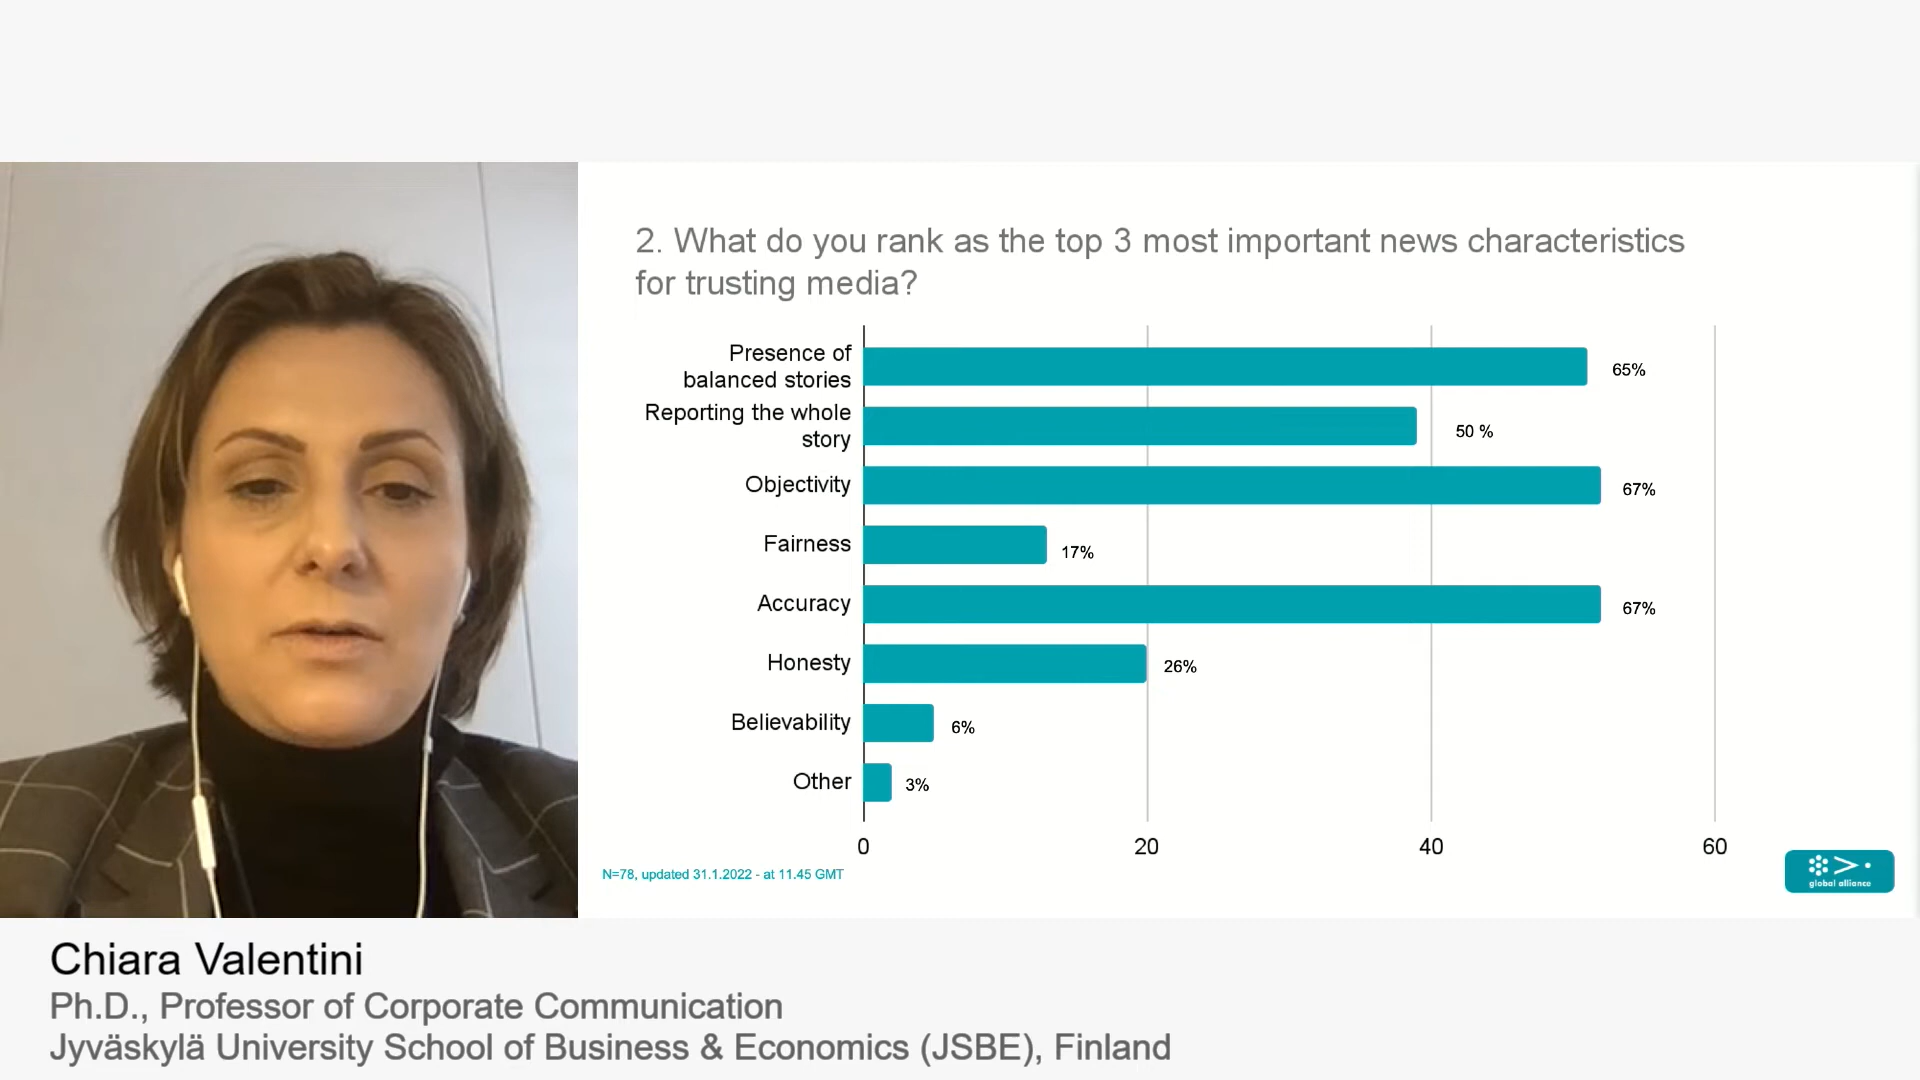 2. What do you rank as the top 3 most important news characteristics
for trusting media?
Presence of
balanced stories
65%
Reporting the whole
story
50 %
Objectivity
67%
Fairness
17%
Accuracy
67%
Honesty
26%
Believability
6%
Other
3%
0 20 40 60
N=78, updated 31.1.2022 - at 11.45 GMT
global alliance
Chiara Valentini
Ph.D., Professor of Corporate Communication
Jyväskylä University School of Business & Economics (JSBE), Finland